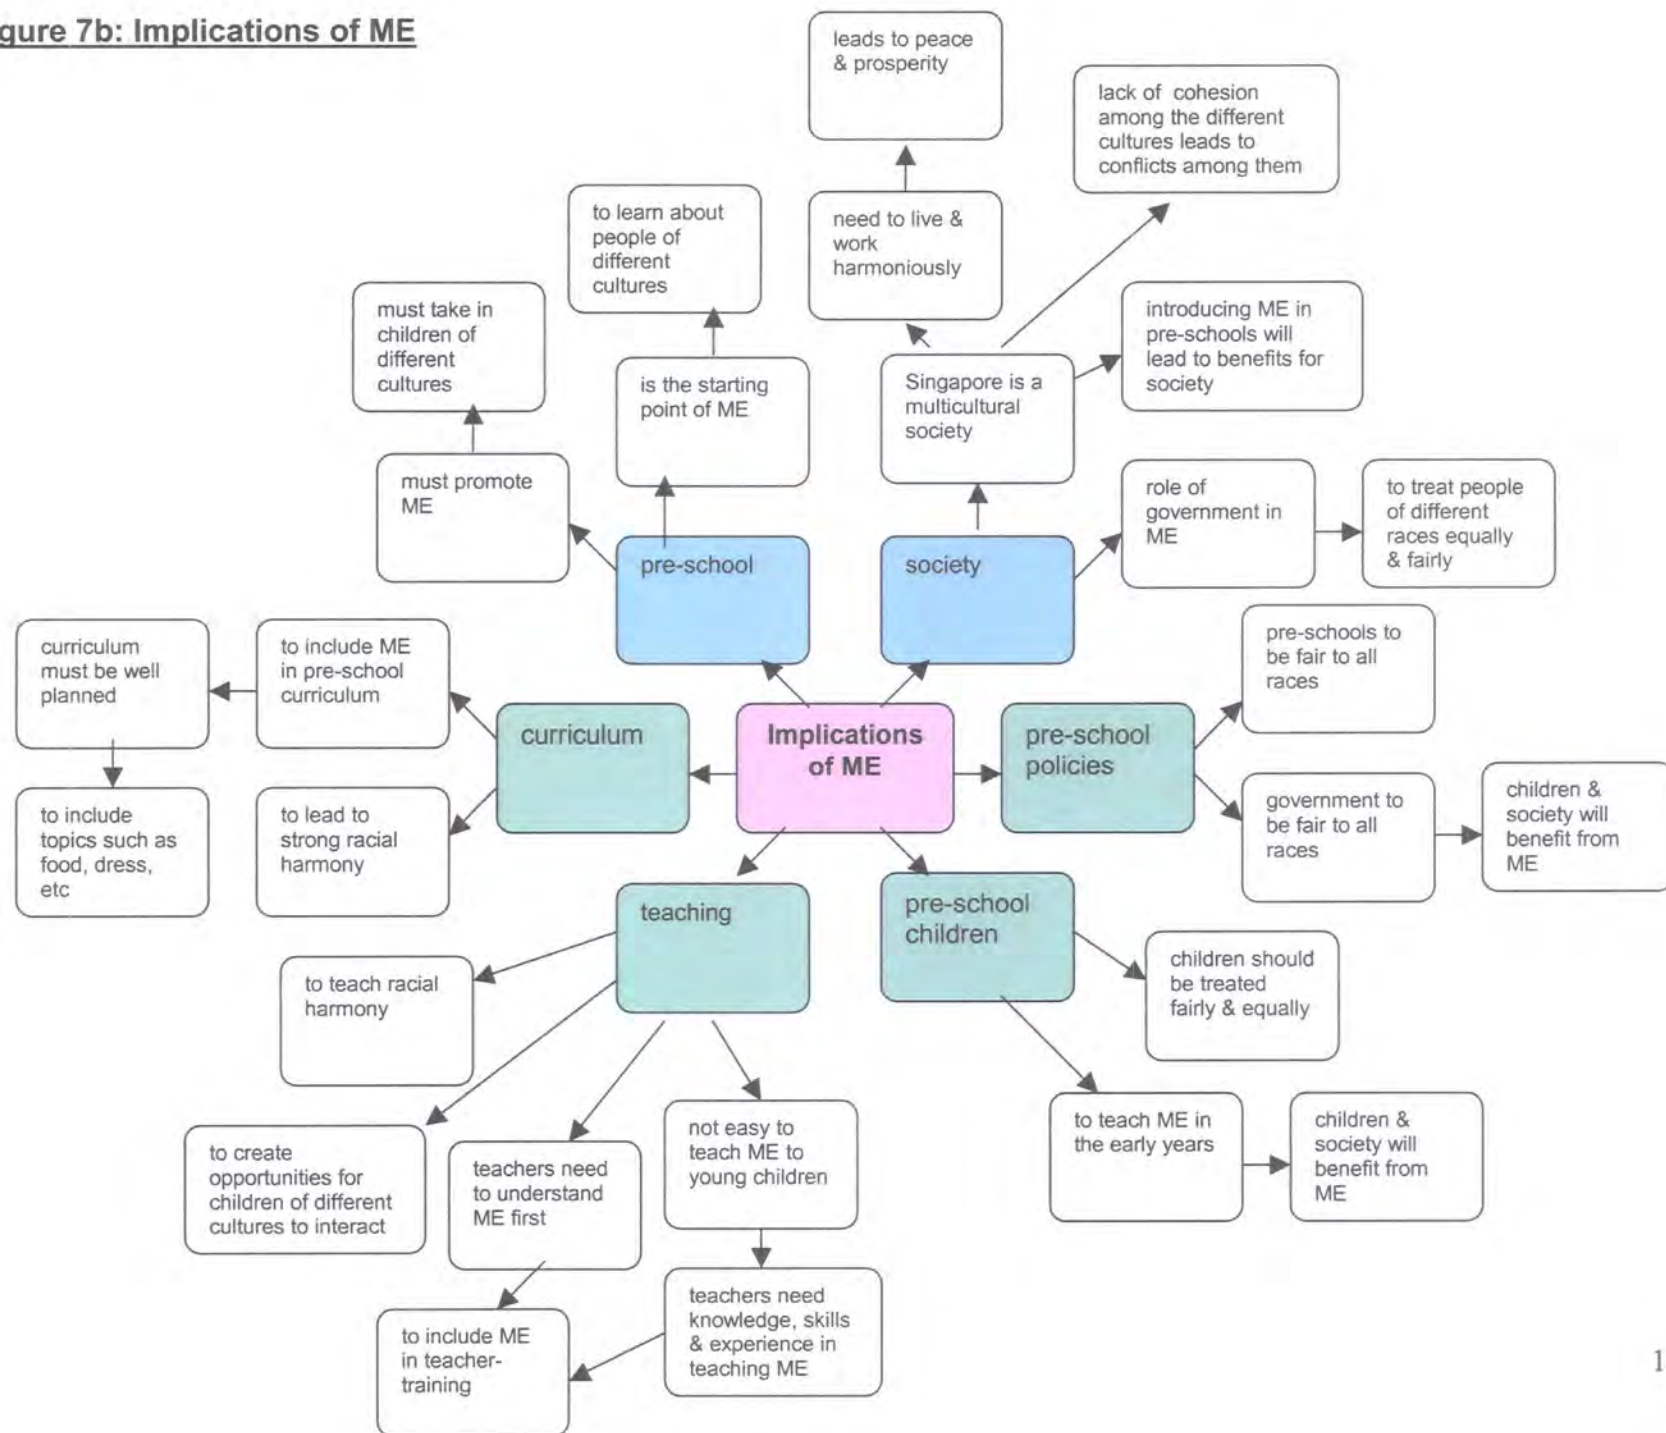 gure 7b: Implications of ME
leads to peace
& prosperity
lack of cohesion
among the different
cultures leads to
conflicts among them
to learn about
people of
different
cultures
need to live &
work
harmoniously
must take in
children of
different
cultures
introducing ME in
pre-schools will
lead to benefits for
society
is the starting
point of ME
Singapore is a
multicultural
society
must promote
ME
role of
government in
ME
to treat people
of different
races equally
& fairly
pre-school
society
curriculum
must be well
planned
to include ME
in pre-school
curriculum
pre-schools to
be fair to all
races
curriculum
Implications
of ME
pre-school
policies
to include
topics such as
food, dress,
etc
to lead to
strong racial
harmony
government to
be fair to all
races
children &
society will
benefit from
ME
teaching
pre-school
children
to teach racial
harmony
children should
be treated
fairly & equally
to create
opportunities for
children of different
cultures to interact
teachers need
to understand
ME first
not easy to
teach ME to
young children
to teach ME in
the early years
children &
society will
benefit from
ME
to include ME
in teacher-
training
teachers need
knowledge, skills
& experience in
teaching ME
1